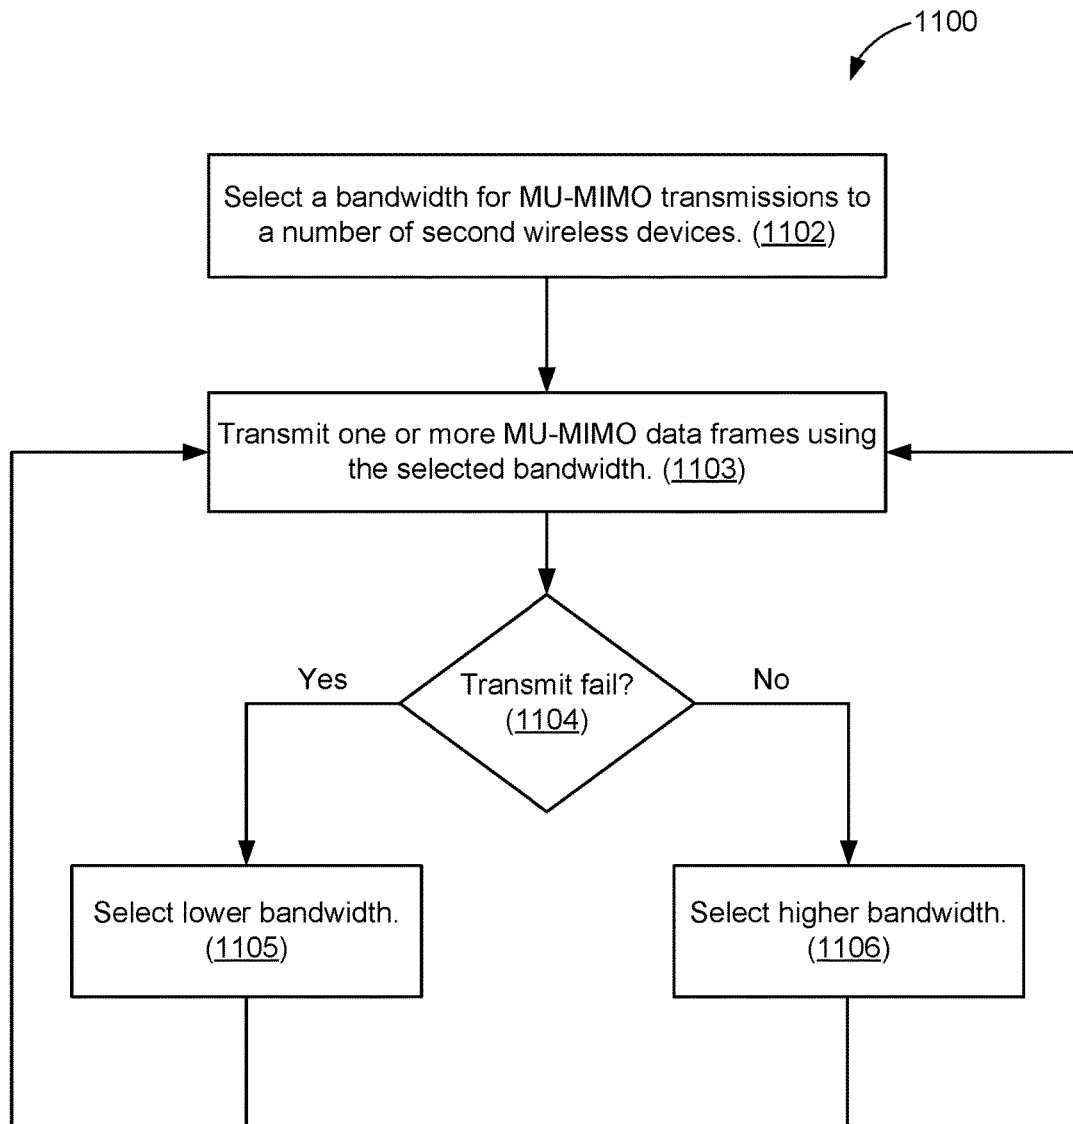 1100
Select a bandwidth for MU-MIMO transmissions to
a number of second wireless devices. (1102)
Transmit one or more MU-MIMO data frames using
the selected bandwidth. (1103)
Yes
Transmit fail?
(1104)
No
Select lower bandwidth.
(1105)
Select higher bandwidth.
(1106)